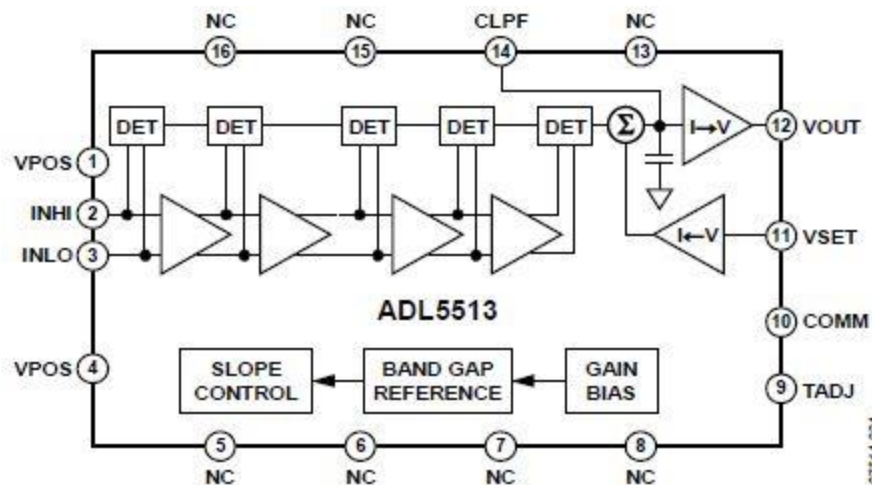 NC NC CLPF NC
16 15 14 13
DET DET DET DET DET Σ I→V 12 VOUT
VPOS 1
INHI 2
INLO 3
I←V 11 VSET
ADL5513
10 COMM
VPOS 4
SLOPE CONTROL
BAND GAP REFERENCE
GAIN BIAS
9 TADJ
5 6 7 8
NC NC NC NC